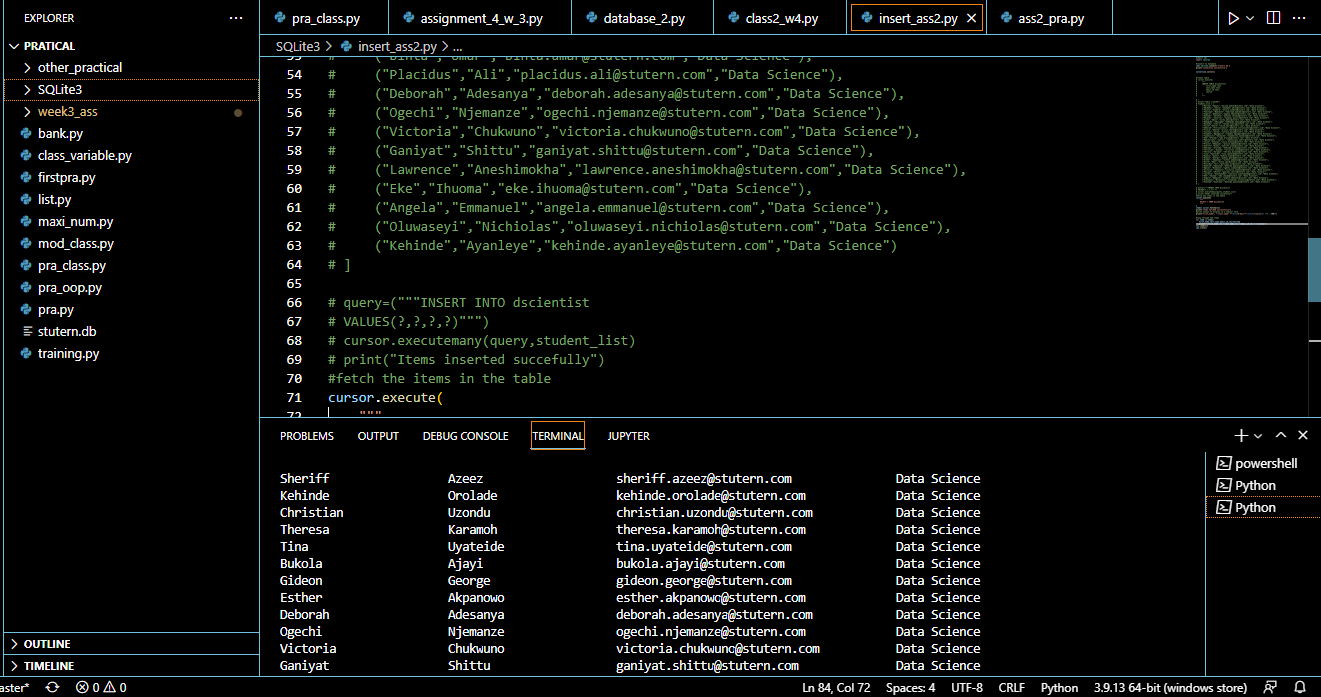 EXPLORER
PRATICAL
other_practical
SQLite3
week3_ass
bank.py
class_variable.py
firstpra.py
list.py
maxi_num.py
mod_class.py
pra_class.py
pra_oop.py
pra.py
stutern.db
training.py
OUTLINE
TIMELINE
pra_class.py
assignment_4_w_3.py
database_2.py
class2_w4.py
insert_ass2.py
ass2_pra.py
SQLite3 > insert_ass2.py > ...
54 # ("Placidus","Ali","placidus.ali@stutern.com","Data Science"),
55 # ("Deborah","Adesanya","deborah.adesanya@stutern.com","Data Science"),
56 # ("Ogechi","Njemanze","ogechi.njemanze@stutern.com","Data Science"),
57 # ("Victoria","Chukwuno","victoria.chukwuno@stutern.com","Data Science"),
58 # ("Ganiyat","Shittu","ganiyat.shittu@stutern.com","Data Science"),
59 # ("Lawrence","Aneshimokha","lawrence.aneshimokha@stutern.com","Data Science"),
60 # ("Eke","Ihuoma","eke.ihuoma@stutern.com","Data Science"),
61 # ("Angela","Emmanuel","angela.emmanuel@stutern.com","Data Science"),
62 # ("Oluwaseyi","Nichiolas","oluwaseyi.nichiolas@stutern.com","Data Science"),
63 # ("Kehinde","Ayanleye","kehinde.ayanleye@stutern.com","Data Science")
64 # ]
65
66 # query=("""INSERT INTO dscientist
67 # VALUES(?,?,?,?)""")
68 # cursor.executemany(query,student_list)
69 # print("Items inserted succefully")
70 #fetch the items in the table
71 cursor.execute(
72 """
PROBLEMS OUTPUT DEBUG CONSOLE TERMINAL JUPYTER
Sheriff Azeez sheriff.azeez@stutern.com Data Science
Kehinde Orolade kehinde.orolade@stutern.com Data Science
Christian Uzondu christian.uzondu@stutern.com Data Science
Theresa Karamoh theresa.karamoh@stutern.com Data Science
Tina Uyateide tina.uyateide@stutern.com Data Science
Bukola Ajayi bukola.ajayi@stutern.com Data Science
Gideon George gideon.george@stutern.com Data Science
Esther Akpanowo esther.akpanowo@stutern.com Data Science
Deborah Adesanya deborah.adesanya@stutern.com Data Science
Ogechi Njemanze ogechi.njemanze@stutern.com Data Science
Victoria Chukwuno victoria.chukwuno@stutern.com Data Science
Ganiyat Shittu ganiyat.shittu@stutern.com Data Science
powershell
Python
Python
aster* 0 0 Ln 84, Col 72 Spaces: 4 UTF-8 CRLF Python 3.9.13 64-bit (windows store)